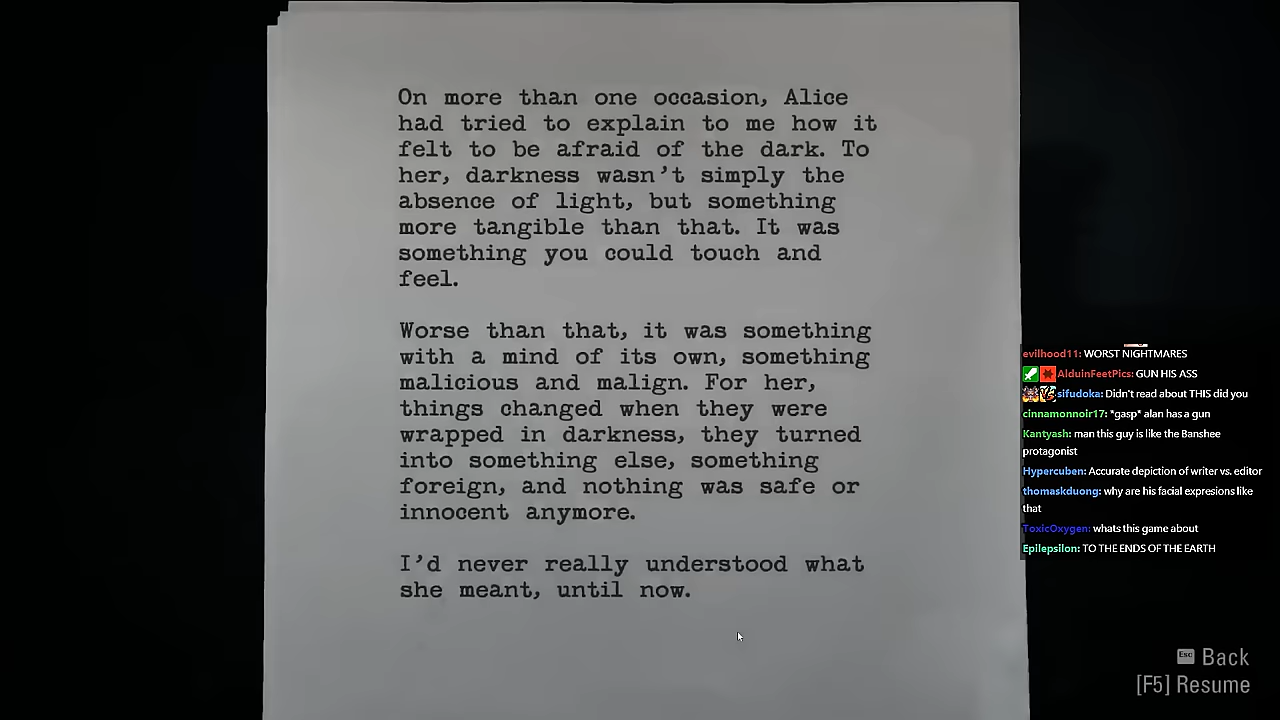 On more than one occasion, Alice
had tried to explain to me how it
felt to be afraid of the dark. To
her, darkness wasn't simply the
absence of light, but something
more tangible than that. It was
something you could touch and
feel.
Worse than that, it was something
with a mind of its own, something
malicious and malign. For her,
things changed when they were
wrapped in darkness, they turned
into something else, something
foreign, and nothing was safe or
innocent anymore.
I'd never really understood what
she meant, until now.
evilhood11: WORST NIGHTMARES
AlduinFeetPics: GUN HIS ASS
sifudoka: Didn't read about THIS did you
cinnamonnoir17: *gasp* alan has a gun
Kantyash: man this guy is like the Banshee
protagonist
Hypercuben: Accurate depiction of writer vs. editor
thomaskduong: why are his facial expresions like
that
ToxicOxygen: whats this game about
Epilepsilon: TO THE ENDS OF THE EARTH
Esc Back
[F5] Resume